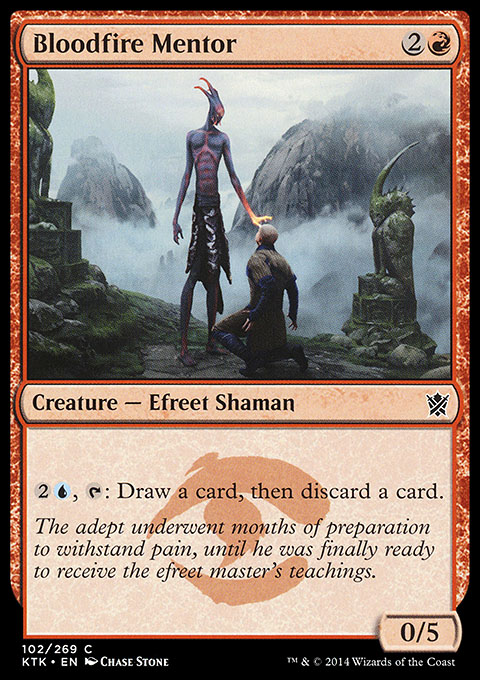 Bloodfire Mentor 2
Creature — Efreet Shaman
2, : Draw a card, then discard a card.
The adept underwent months of preparation
to withstand pain, until he was finally ready
to receive the efreet master's teachings.
0/5
102/269 C
KTK • EN Chase Stone
™ & © 2014 Wizards of the Coast